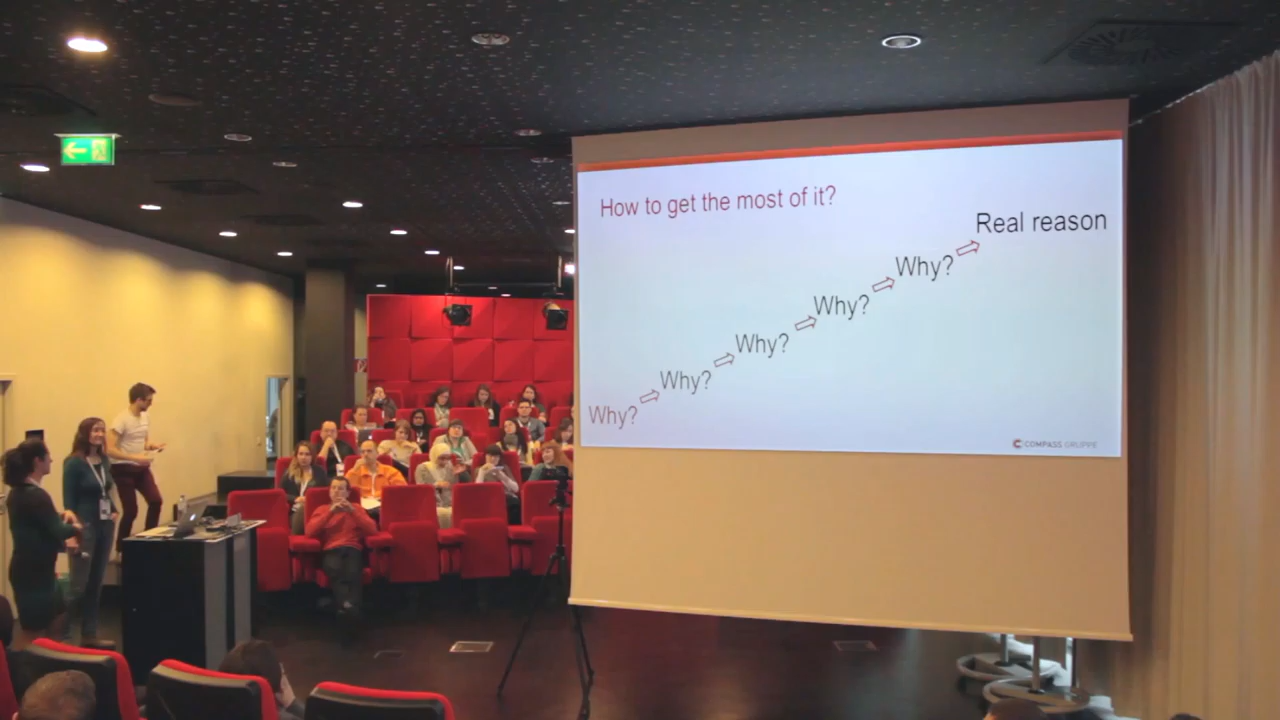 How to get the most of it?
Real reason
Why?
Why?
Why?
Why?
Why?
COMPASS GRUPPE